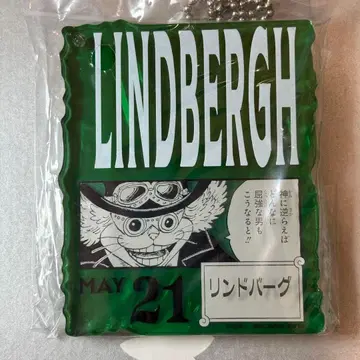 LINDBERGH
神に逆らえば
どんなに
屈強な男も
こうなると!!
MAY 21
リンドバーグ